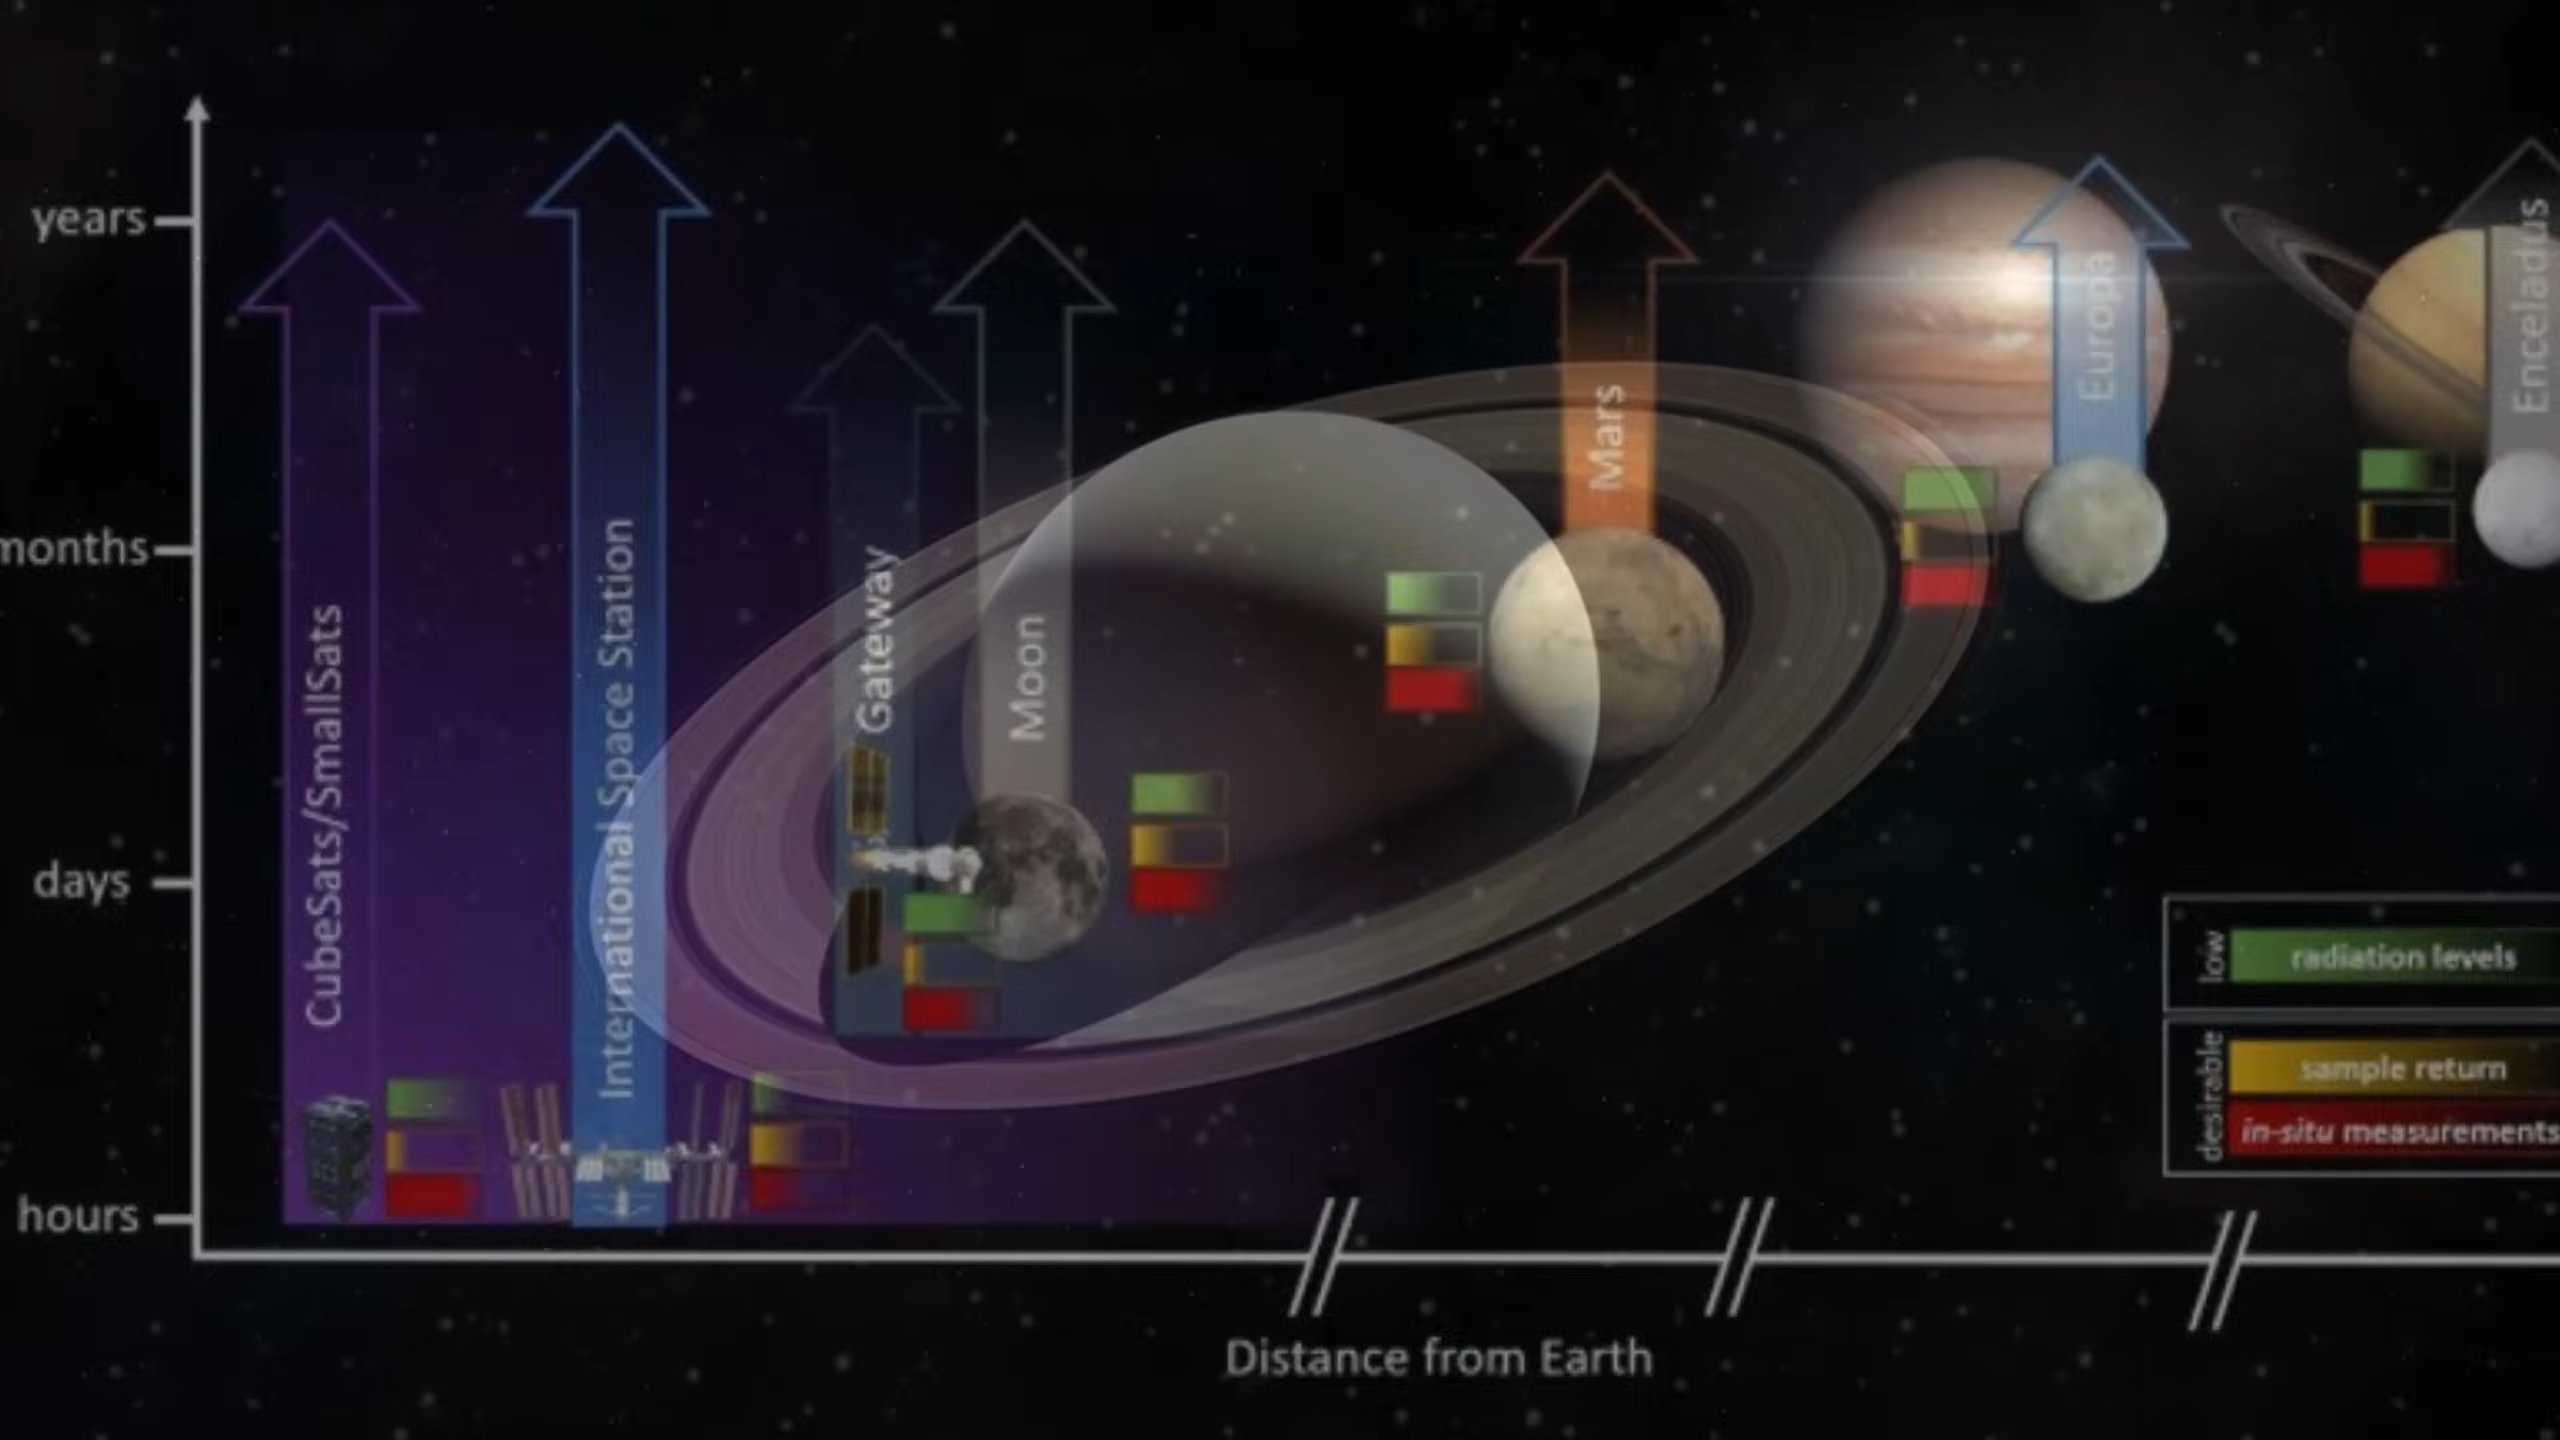 years
months
days
hours
CubeSats/SmallSats
International Space Station
Gateway
Moon
Mars
Europa
Enceladus
low
radiation levels
desirable
sample return
in-situ measurements
Distance from Earth